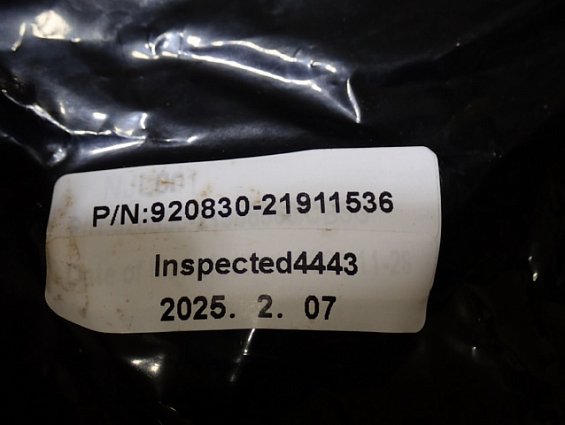 P/N:920830-21911536
Inspected4443
2025. 2. 07